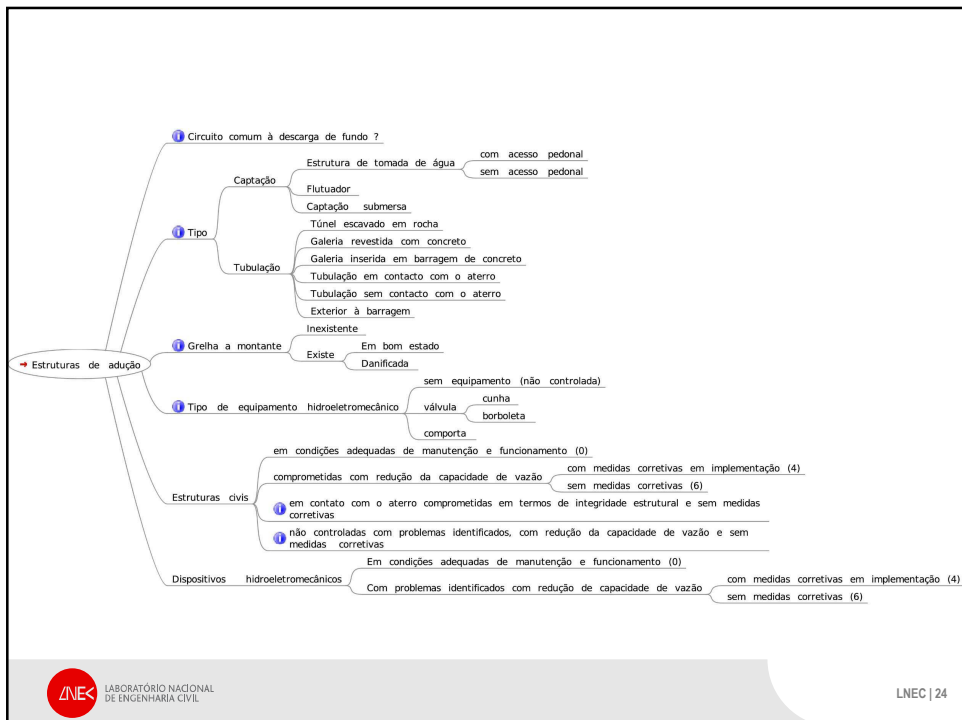 Circuito comum à descarga de fundo ?
Estrutura de tomada de água
com acesso pedonal
sem acesso pedonal
Captação
Flutuador
Captação submersa
Tipo
Túnel escavado em rocha
Galeria revestida com concreto
Galeria inserida em barragem de concreto
Tubulação
Tubulação em contacto com o aterro
Tubulação sem contacto com o aterro
Exterior à barragem
Grelha a montante
Inexistente
Existe
Em bom estado
Danificada
Estruturas de adução
Tipo de equipamento hidroeletromecânico
sem equipamento (não controlada)
válvula
cunha
borboleta
comporta
Estruturas civis
em condições adequadas de manutenção e funcionamento (0)
comprometidas com redução da capacidade de vazão
com medidas corretivas em implementação (4)
sem medidas corretivas (6)
em contato com o aterro comprometidas em termos de integridade estrutural e sem medidas
corretivas
não controladas com problemas identificados, com redução da capacidade de vazão e sem
medidas corretivas
Dispositivos hidroeletromecânicos
Em condições adequadas de manutenção e funcionamento (0)
Com problemas identificados com redução de capacidade de vazão
com medidas corretivas em implementação (4)
sem medidas corretivas (6)
LNEC
LABORATÓRIO NACIONAL
DE ENGENHARIA CIVIL
LNEC | 24